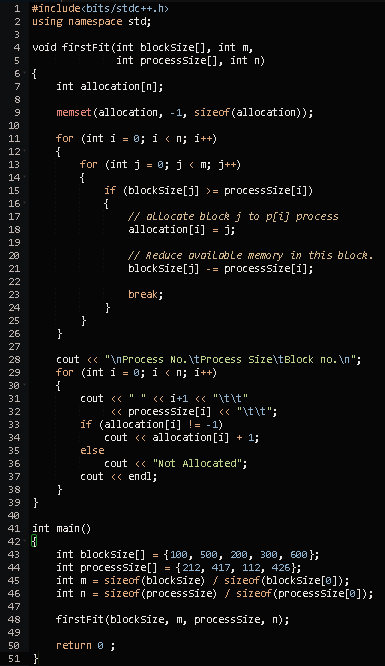 1 #include<bits/stdc++.h>
2 using namespace std;
3
4 void firstFit(int blockSize[], int m,
5 int processSize[], int n)
6 {
7 int allocation[n];
8
9 memset(allocation, -1, sizeof(allocation));
10
11 for (int i = 0; i < n; i++)
12 {
13 for (int j = 0; j < m; j++)
14 {
15 if (blockSize[j] >= processSize[i])
16 {
17 // allocate block j to p[i] process
18 allocation[i] = j;
19
20 // Reduce available memory in this block.
21 blockSize[j] -= processSize[i];
22
23 break;
24 }
25 }
26 }
27
28 cout << "\nProcess No.\tProcess Size\tBlock no.\n";
29 for (int i = 0; i < n; i++)
30 {
31 cout << " " << i+1 << "\t\t"
32 << processSize[i] << "\t\t";
33 if (allocation[i] != -1)
34 cout << allocation[i] + 1;
35 else
36 cout << "Not Allocated";
37 cout << endl;
38 }
39 }
40
41 int main()
42 {
43 int blockSize[] = {100, 500, 200, 300, 600};
44 int processSize[] = {212, 417, 112, 426};
45 int m = sizeof(blockSize) / sizeof(blockSize[0]);
46 int n = sizeof(processSize) / sizeof(processSize[0]);
47
48 firstFit(blockSize, m, processSize, n);
49
50 return 0 ;
51 }